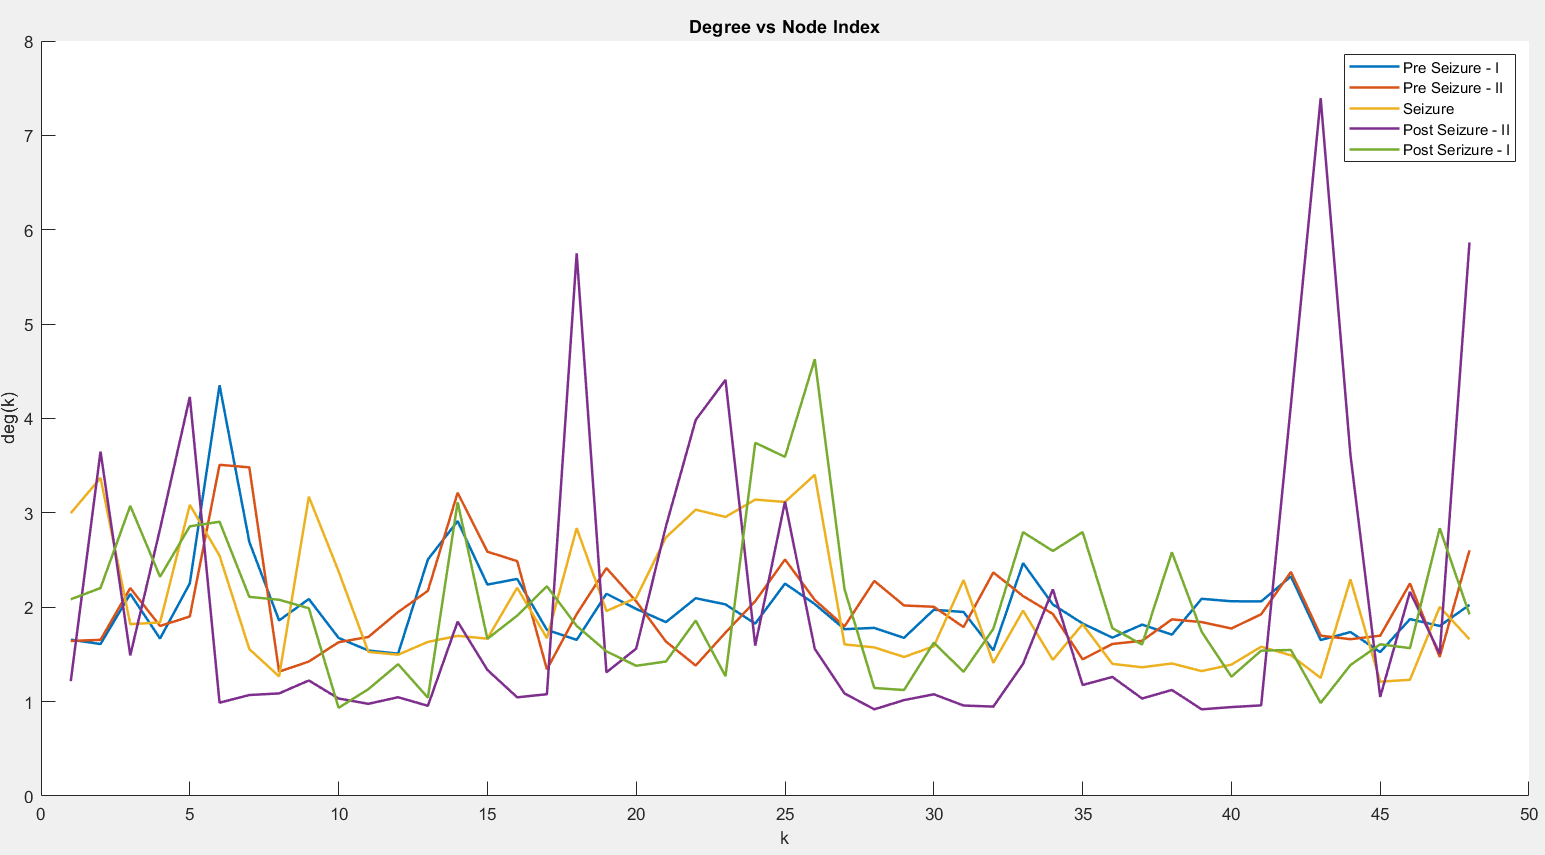 Degree vs Node Index
8
7
6
5
4
3
2
1
0
deg(k)
Pre Seizure - I
Pre Seizure - II
Seizure
Post Seizure - II
Post Serizure - I
0 5 10 15 20 25 30 35 40 45 50
k